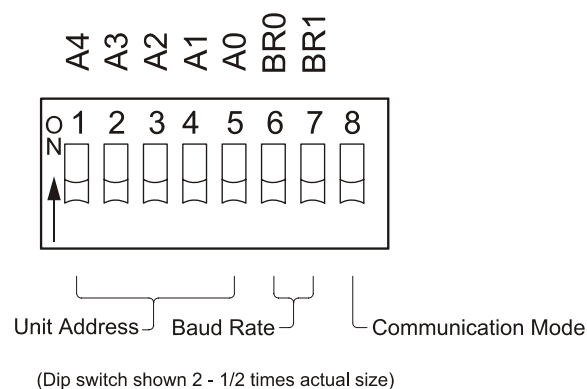 A4 A3 A2 A1 A0 BR0 BR1
ON 1 2 3 4 5 6 7 8
Unit Address Baud Rate Communication Mode
(Dip switch shown 2 - 1/2 times actual size)